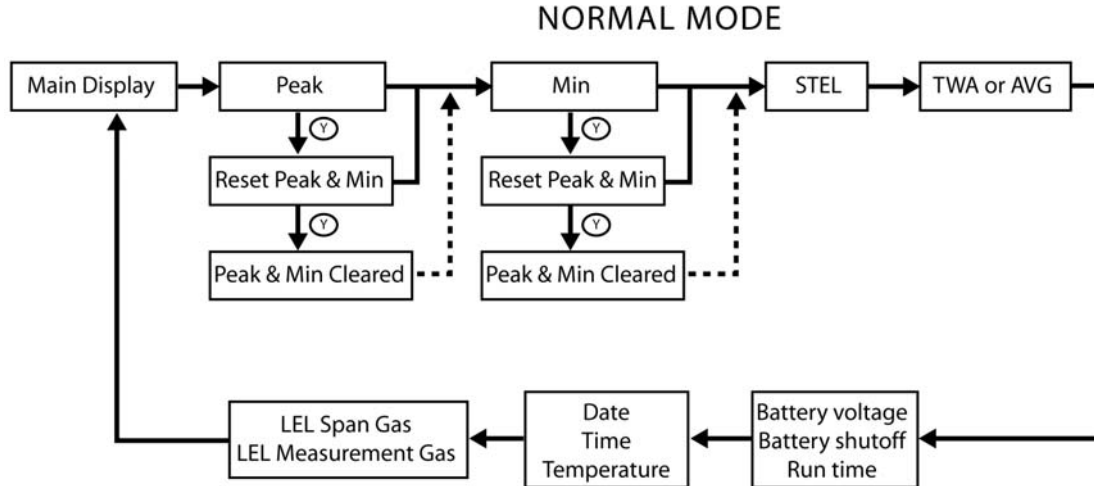 NORMAL MODE
Main Display
Peak
Min
STEL
TWA or AVG
Y
Y
Reset Peak & Min
Reset Peak & Min
Y
Y
Peak & Min Cleared
Peak & Min Cleared
LEL Span Gas
LEL Measurement Gas
Date
Time
Temperature
Battery voltage
Battery shutoff
Run time